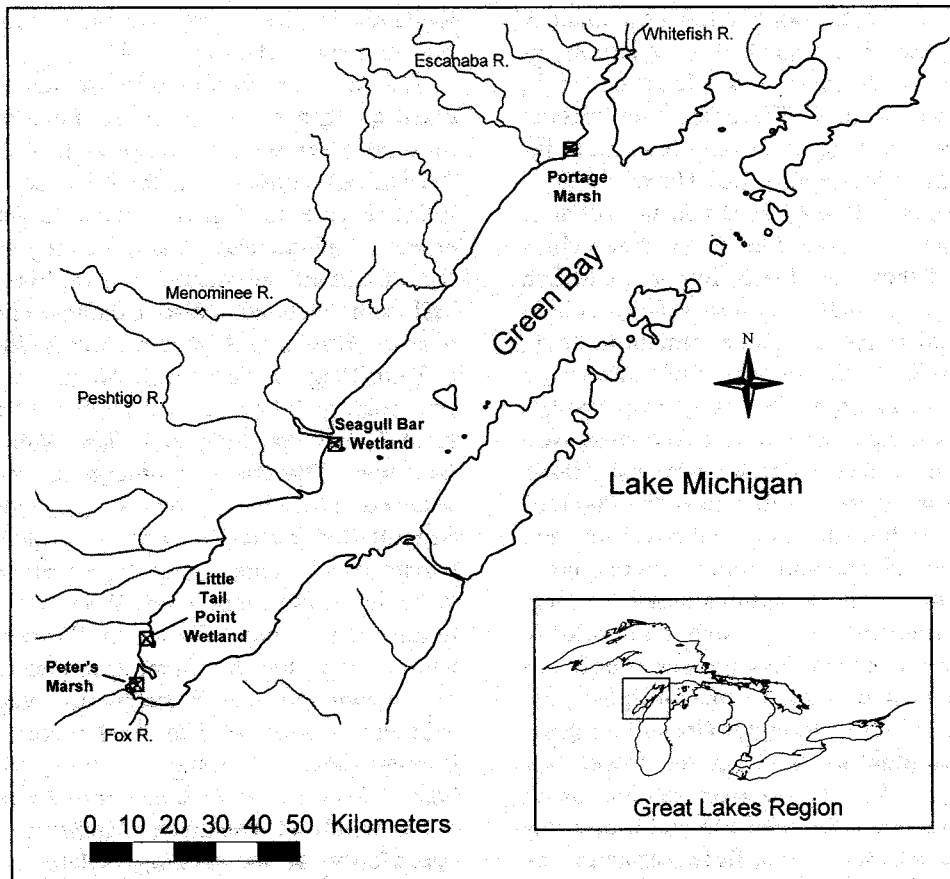 Whitefish R.
Escanaba R.
Portage
Marsh
Green Bay
Menominee R.
N
Peshtigo R.
Seagull Bar
Wetland
Lake Michigan
Little
Tail
Point
Wetland
Peter's
Marsh
Fox R.
0 10 20 30 40 50 Kilometers
Great Lakes Region